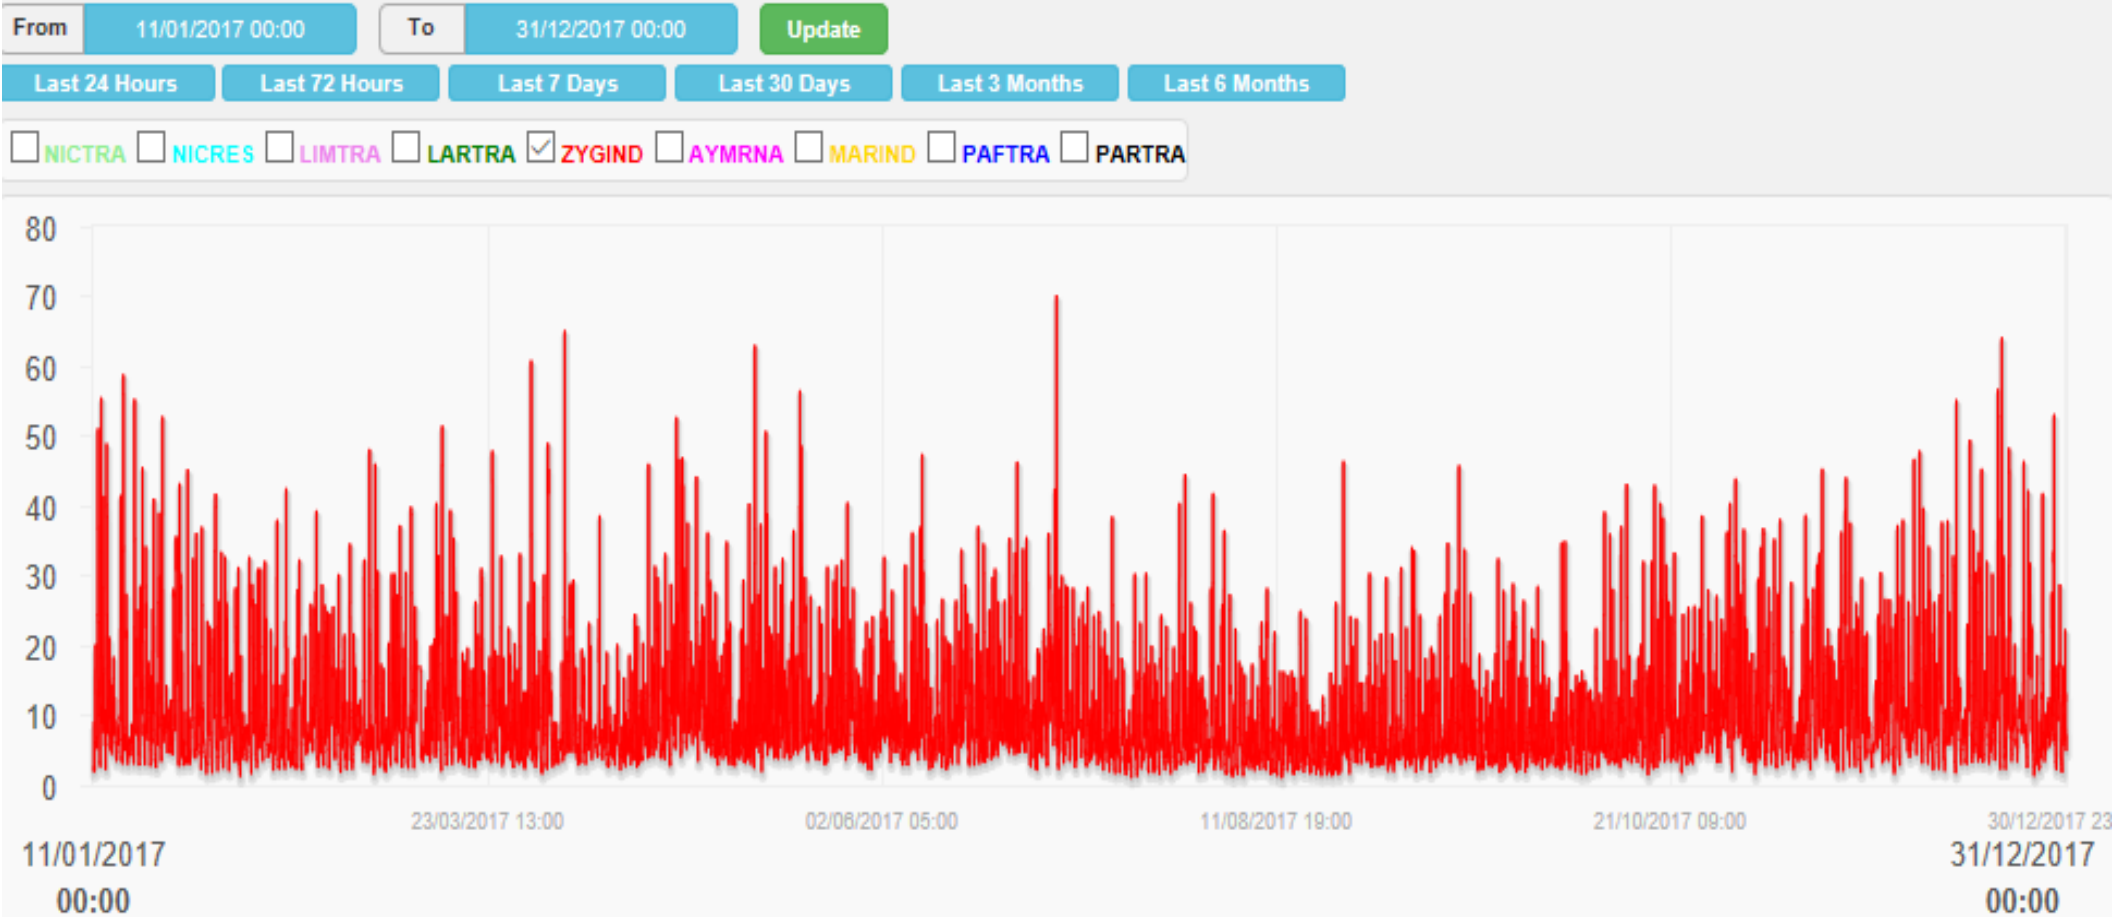 From 11/01/2017 00:00 To 31/12/2017 00:00 Update
Last 24 Hours Last 72 Hours Last 7 Days Last 30 Days Last 3 Months Last 6 Months
NICTRA NICRES LIMTRA LARTRA ZYGIND AYMRNA MARIND PAFTRA PARTRA
80
70
60
50
40
30
20
10
0
23/03/2017 13:00 02/06/2017 05:00 11/08/2017 19:00 21/10/2017 09:00 30/12/2017 23
11/01/2017 31/12/2017
00:00 00:00